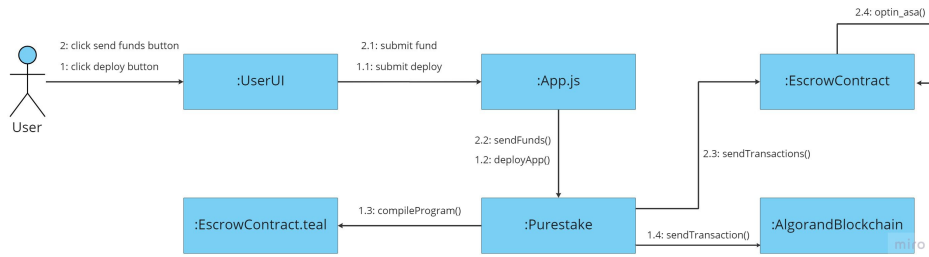 2.4: optin_asa()
2: click send funds button
2.1: submit fund
1: click deploy button
1.1: submit deploy
:UserUI
:App.js
:EscrowContract
User
2.2: sendFunds()
1.2: deployApp()
2.3: sendTransactions()
1.3: compileProgram()
:EscrowContract.teal
:Purestake
1.4: sendTransaction()
:AlgorandBlockchain
miro